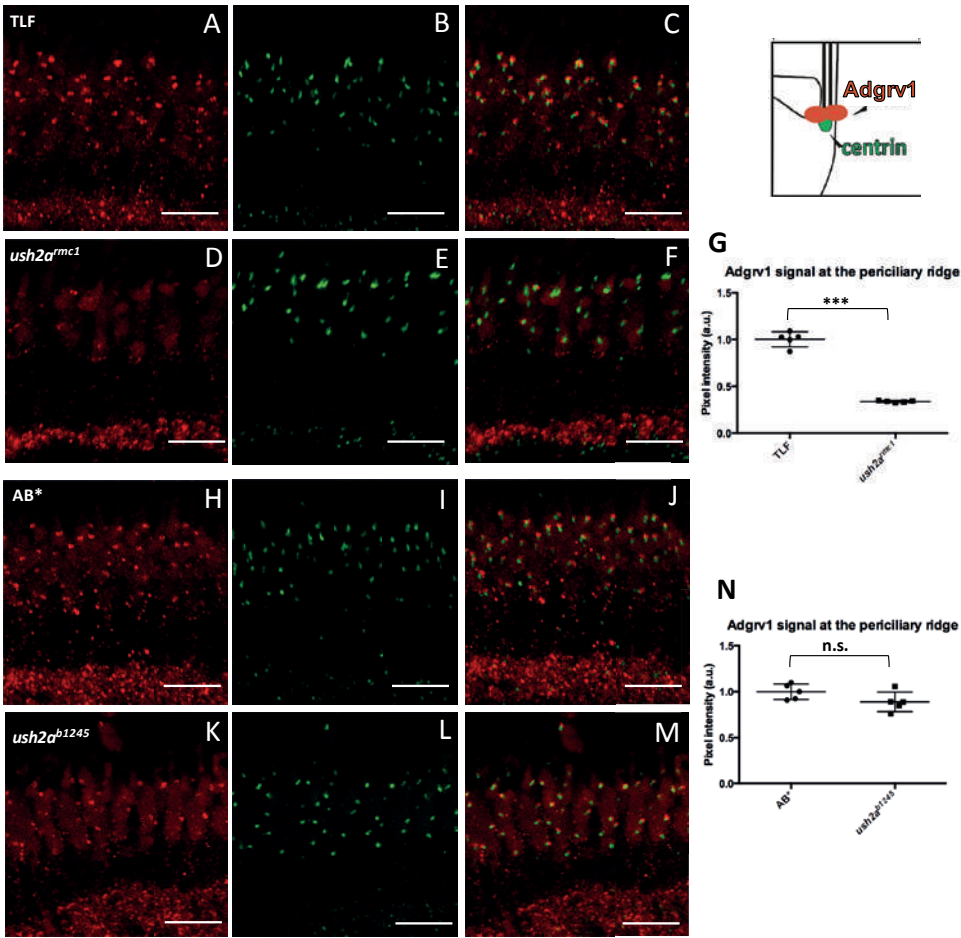 TLF
A
B
C
Adgrv1
centrin
ush2a^rmc1
D
E
F
G
Adgrv1 signal at the periciliary ridge
***
Pixel intensity (a.u.)
1.5
1.0
0.5
0.0
TLF
ush2a^rmc1
AB*
H
I
J
ush2a^b1245
K
L
M
N
Adgrv1 signal at the periciliary ridge
n.s.
Pixel intensity (a.u.)
1.5
1.0
0.5
0.0
AB*
ush2a^b1245